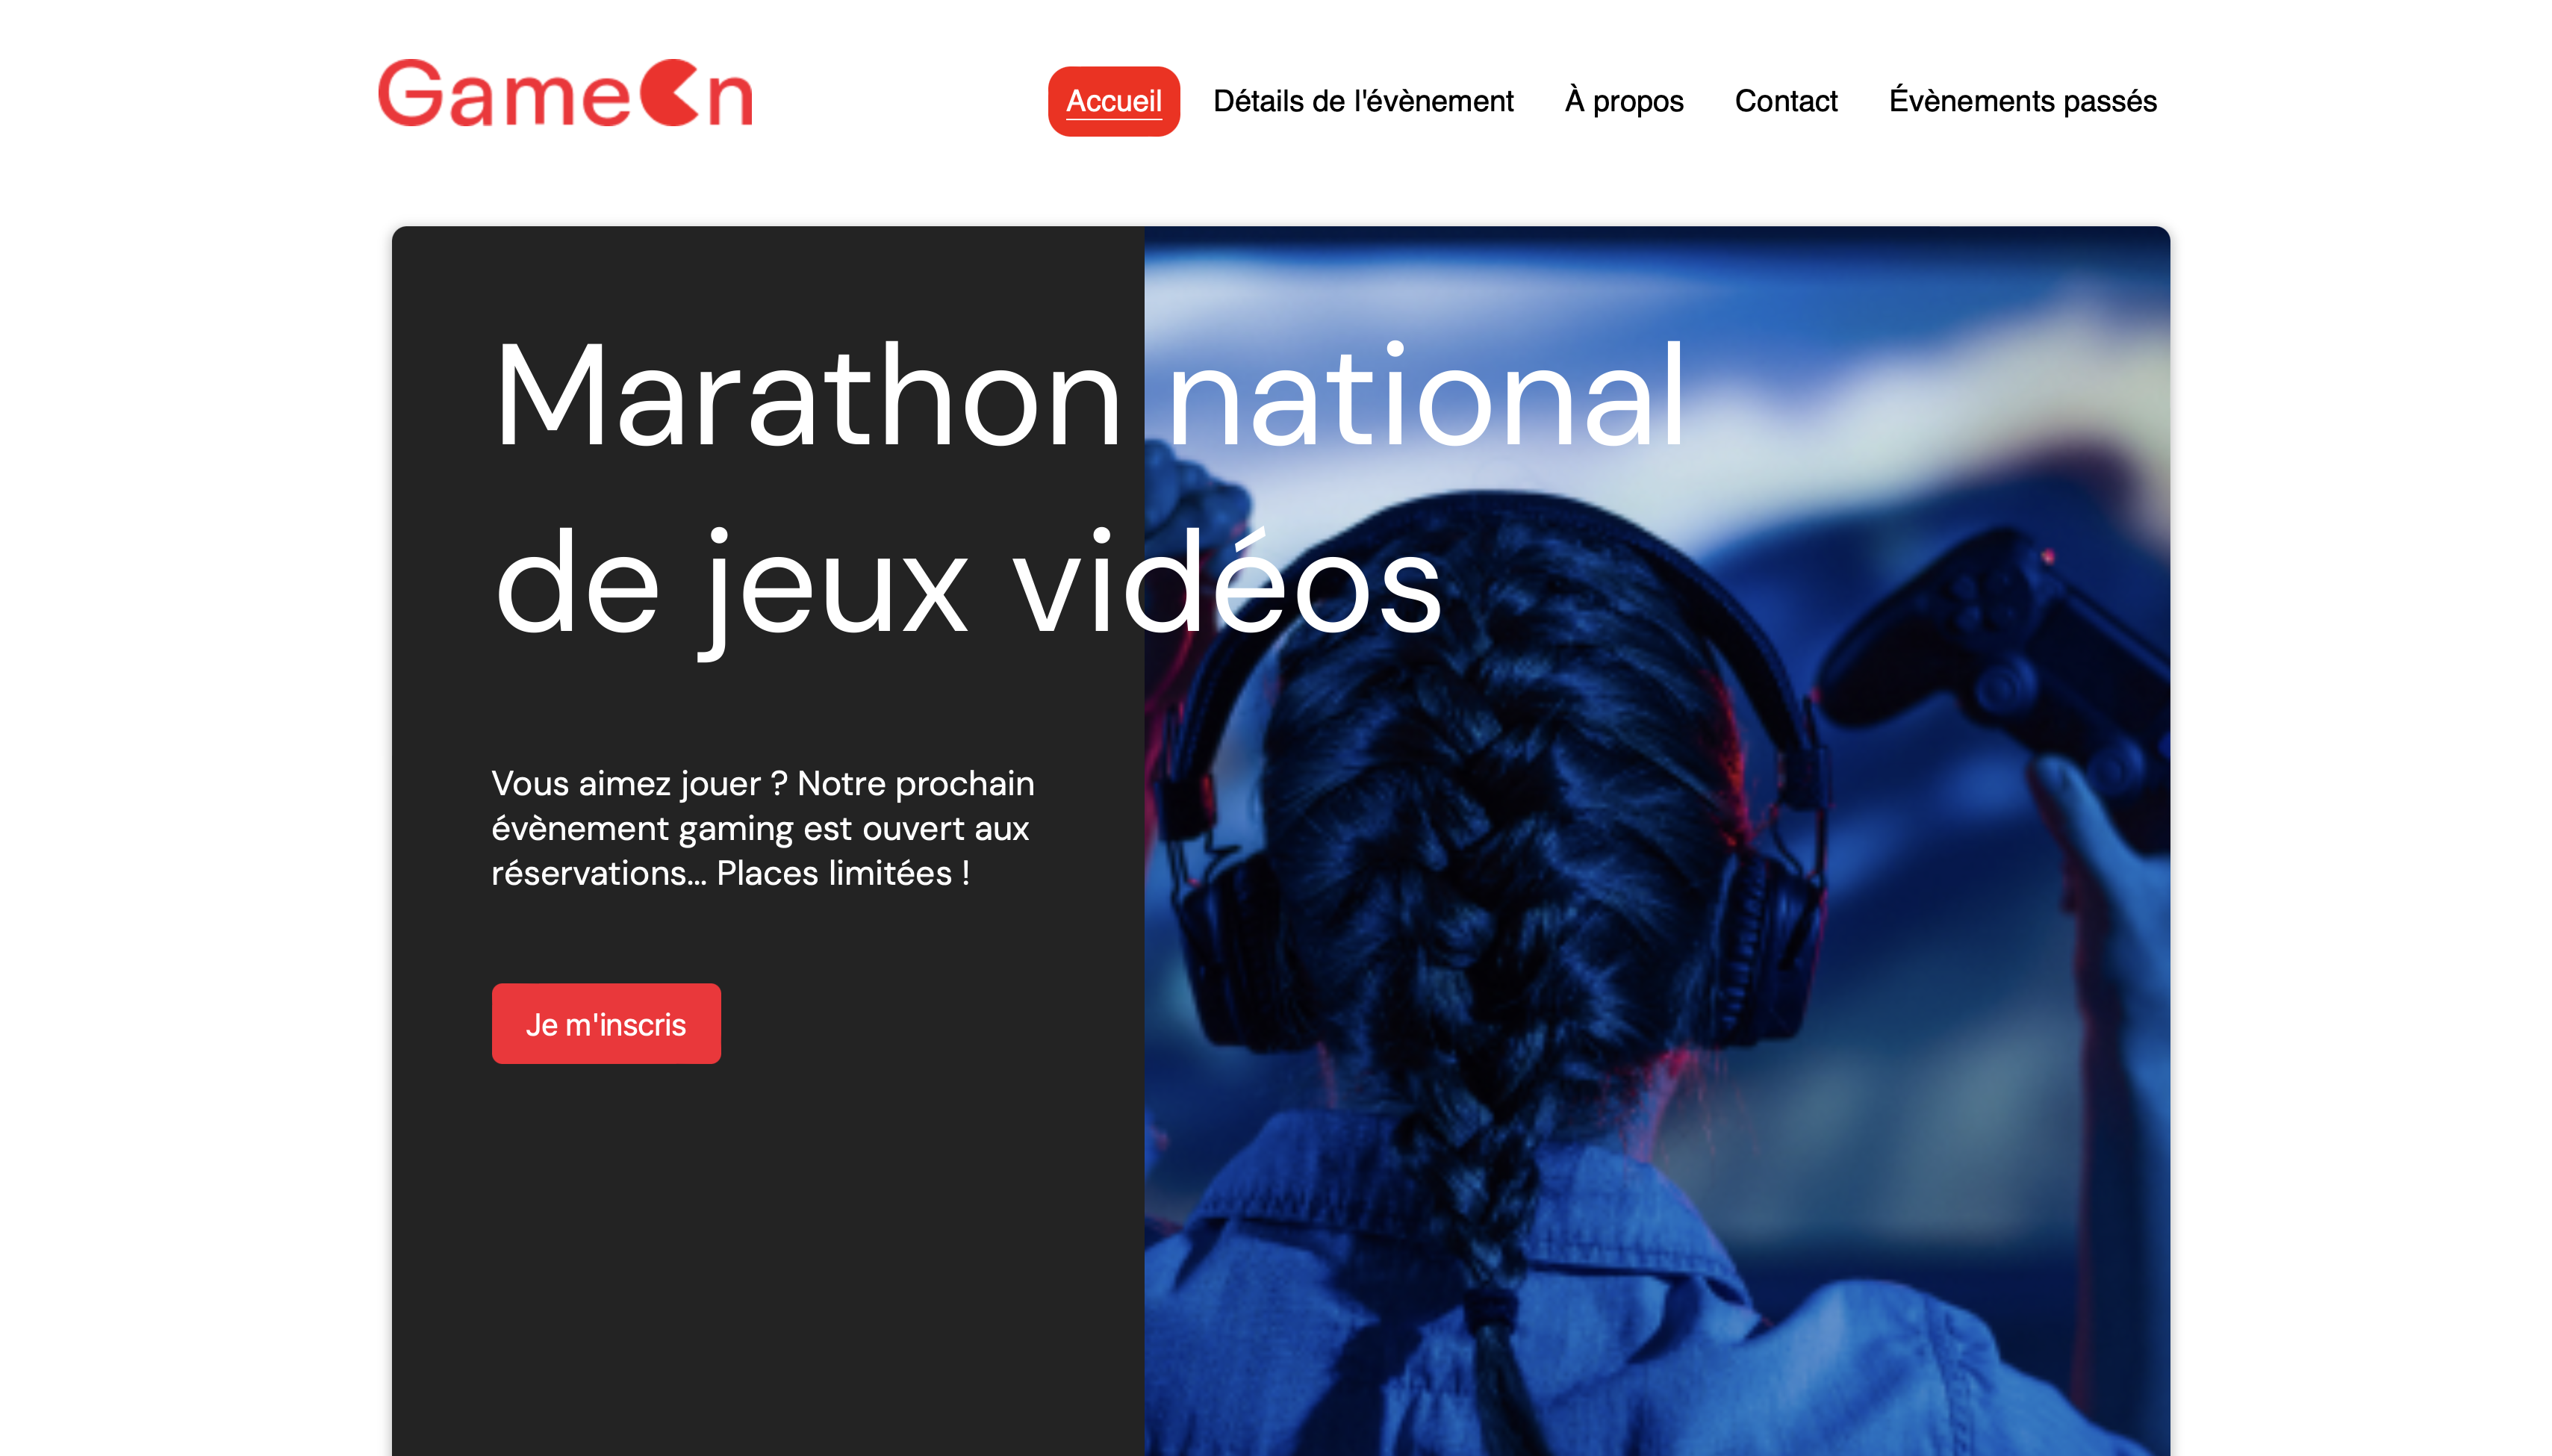 GameOn
Accueil Détails de l'évènement À propos Contact Évènements passés
Marathon national
de jeux vidéos
Vous aimez jouer ? Notre prochain
évènement gaming est ouvert aux
réservations... Places limitées !
Je m'inscris